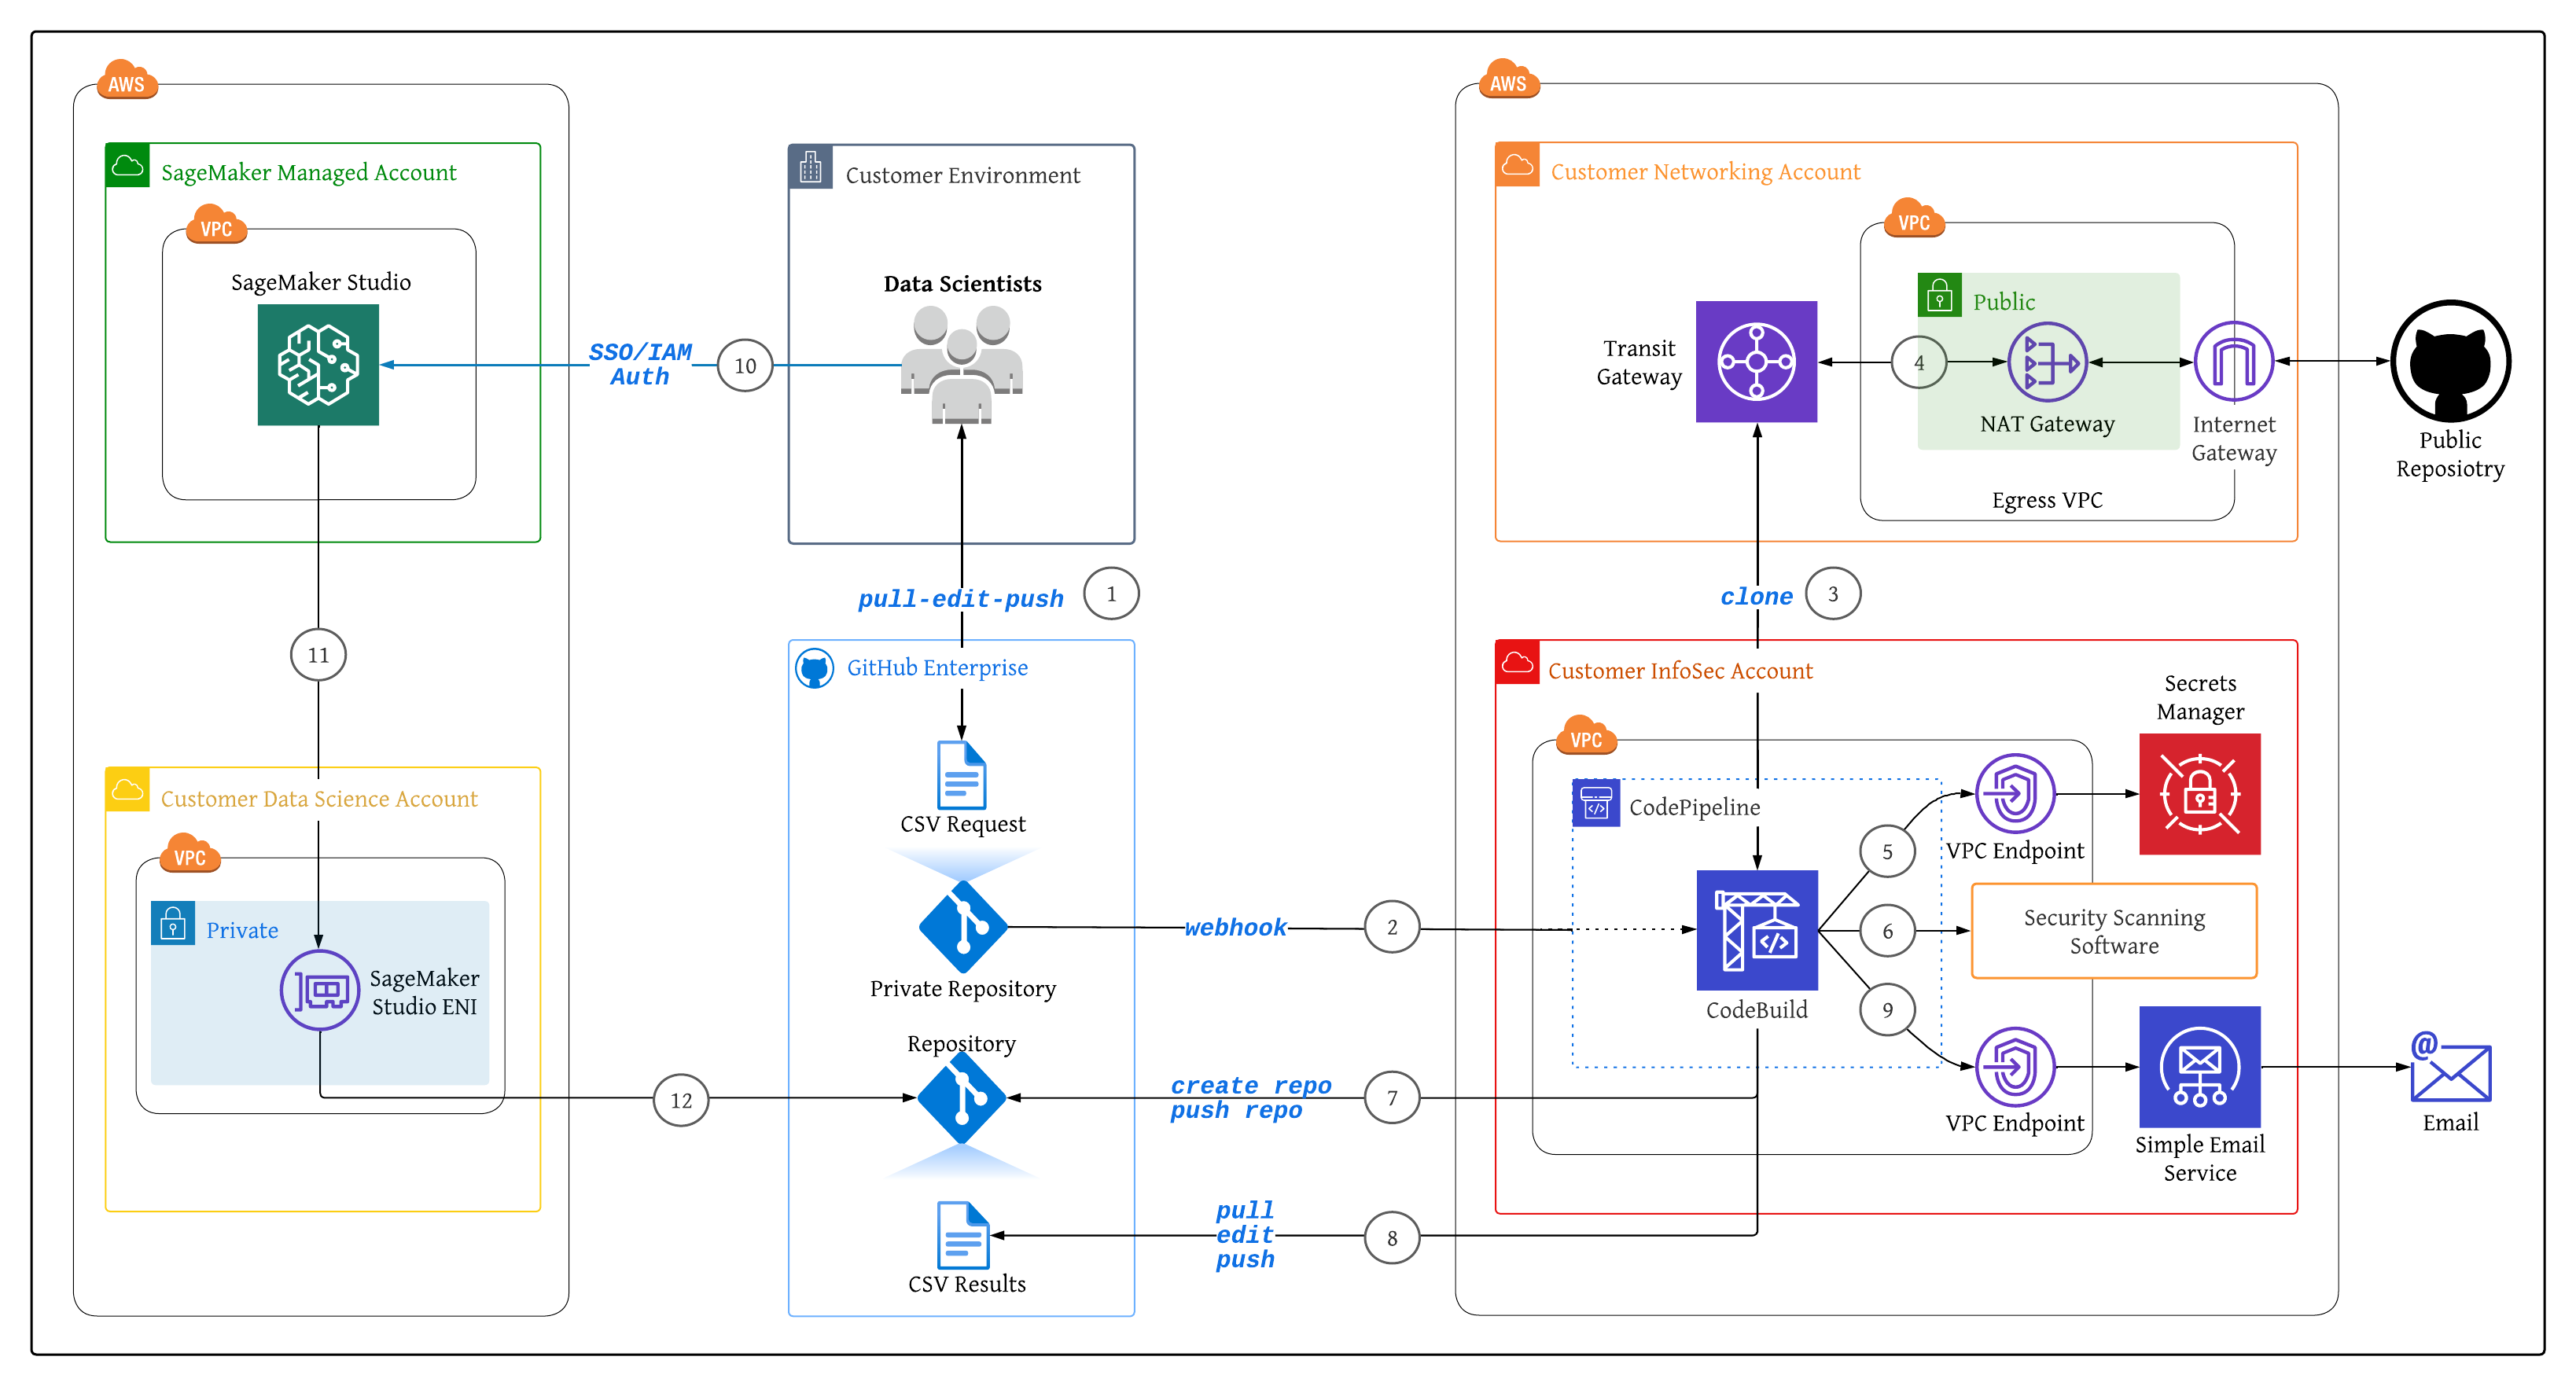 AWS
SageMaker Managed Account
VPC
SageMaker Studio
SSO/IAM
Auth
10
11
Customer Data Science Account
VPC
Private
SageMaker
Studio ENI
12
Customer Environment
Data Scientists
pull-edit-push
1
GitHub Enterprise
CSV Request
Private Repository
webhook
2
Repository
create repo
push repo
7
CSV Results
pull
edit
push
8
AWS
Customer Networking Account
VPC
Public
Transit
Gateway
4
NAT Gateway
Internet
Gateway
Egress VPC
Public
Reposiotry
clone
3
Customer InfoSec Account
Secrets
Manager
VPC
CodePipeline
5
VPC Endpoint
6
Security Scanning
Software
CodeBuild
9
VPC Endpoint
Simple Email
Service
@
Email